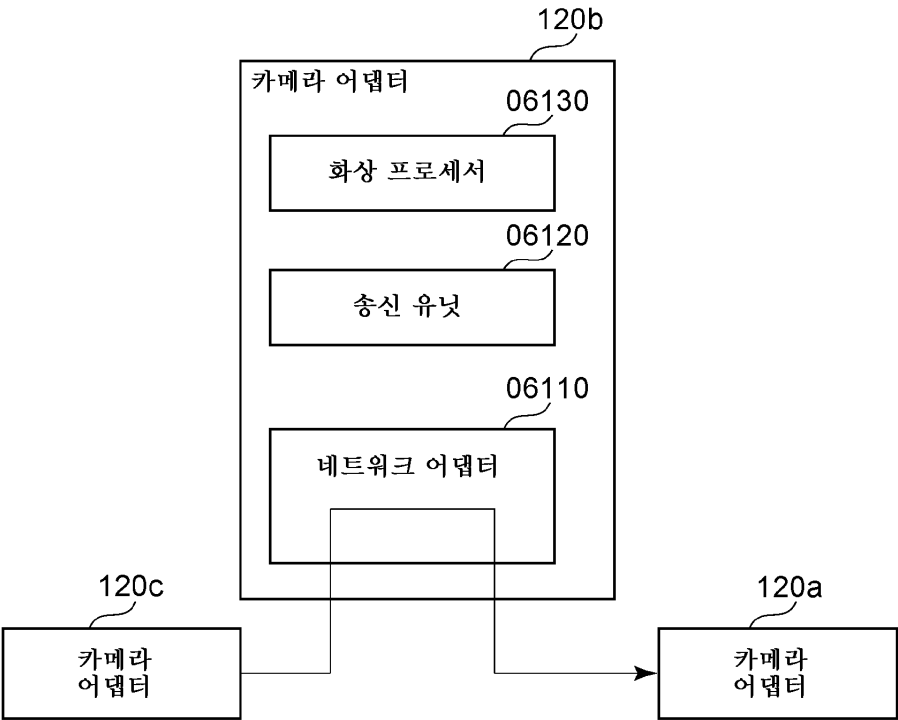 120b
카메라 어댑터
06130
화상 프로세서
06120
송신 유닛
06110
네트워크 어댑터
120c
카메라
어댑터
120a
카메라
어댑터